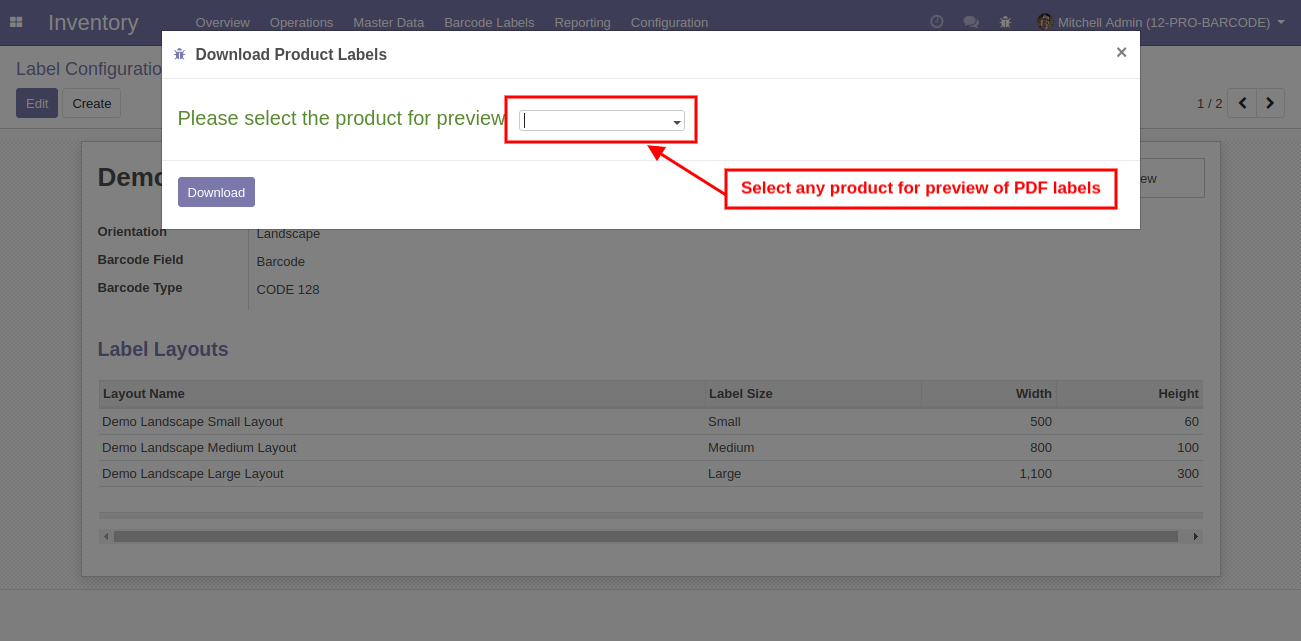 Inventory Overview Operations Master Data Barcode Labels Reporting Configuration Mitchell Admin (12-PRO-BARCODE)
Download Product Labels ×
Label Configuratio
Edit Create
1 / 2
Please select the product for preview
Select any product for preview of PDF labels
Download
Demo
ew
Orientation Landscape
Barcode Field Barcode
Barcode Type CODE 128
Label Layouts
Layout Name Label Size Width Height
Demo Landscape Small Layout Small 500 60
Demo Landscape Medium Layout Medium 800 100
Demo Landscape Large Layout Large 1,100 300